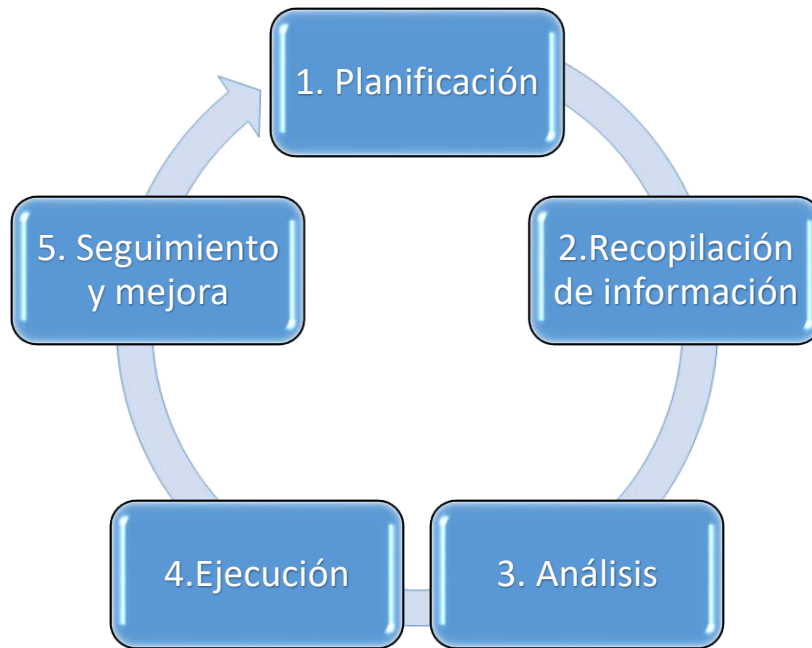 1. Planificación
2.Recopilación
de información
3. Análisis
4.Ejecución
5. Seguimiento
y mejora